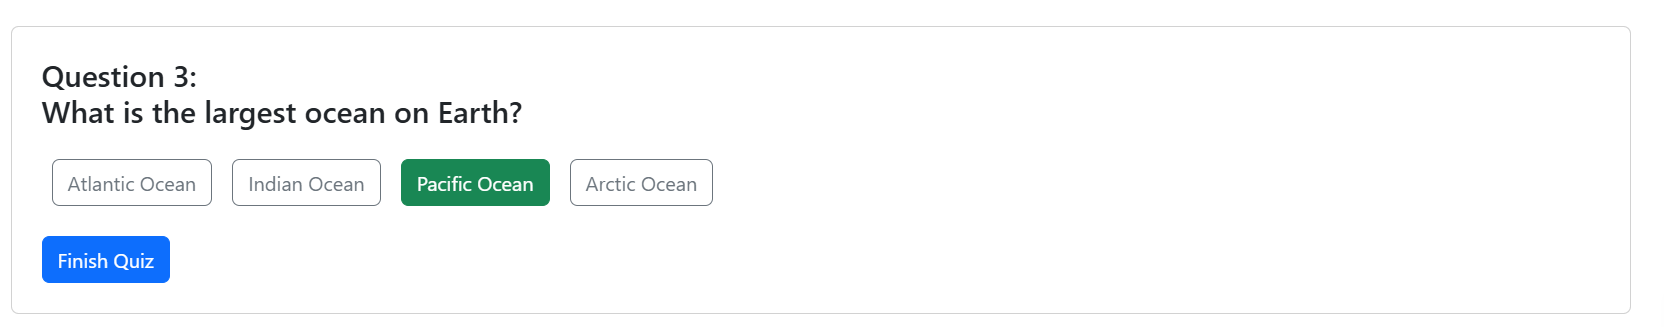 Question 3:
What is the largest ocean on Earth?
Atlantic Ocean Indian Ocean Pacific Ocean Arctic Ocean
Finish Quiz